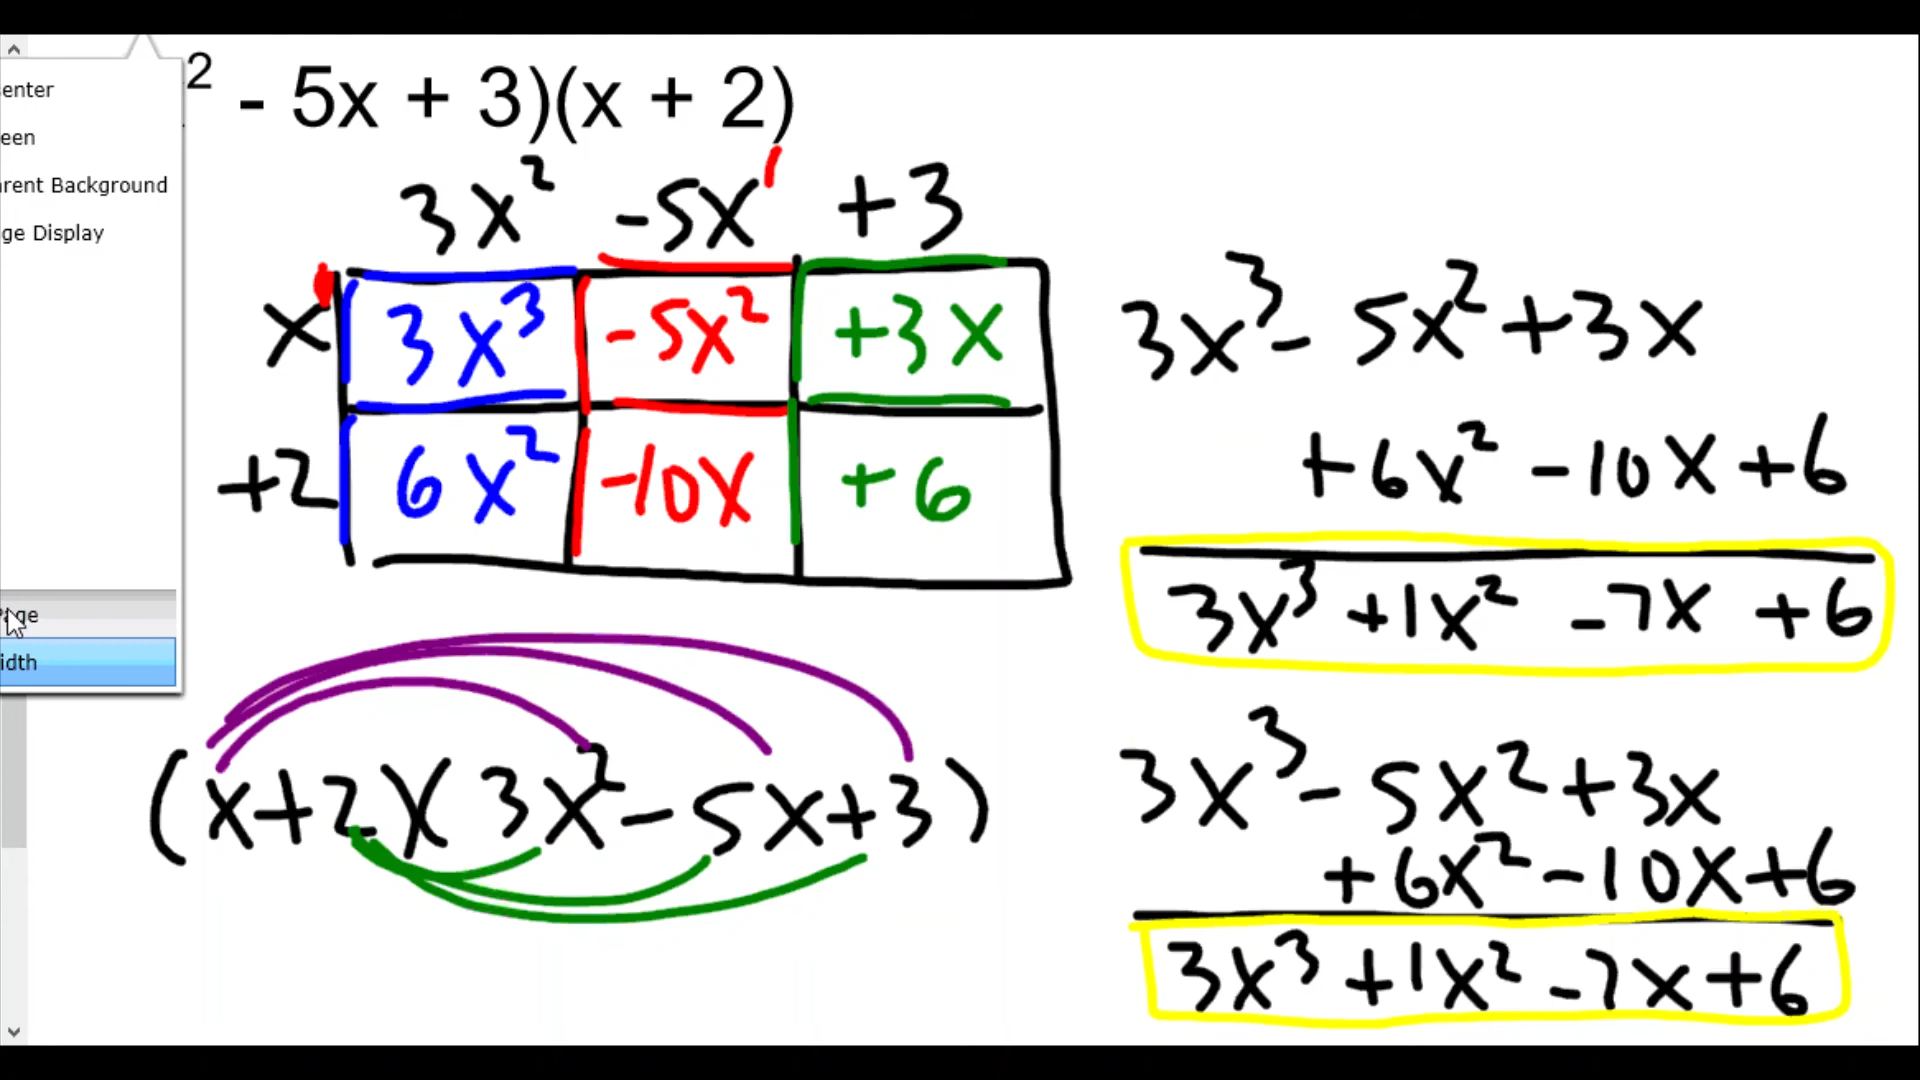 enter
een
arent Background
ge Display
Page
idth
2 - 5x + 3)(x + 2)
3x² -5x¹ +3
x 3x³ -5x² +3x
+2 6x² -10x +6
(x+2)(3x²-5x+3)
3x³ - 5x² + 3x
+6x² -10x +6
3x³ +1x² -7x +6
3x³ - 5x² + 3x
+6x² -10x+6
3x³ +1x² -7x+6